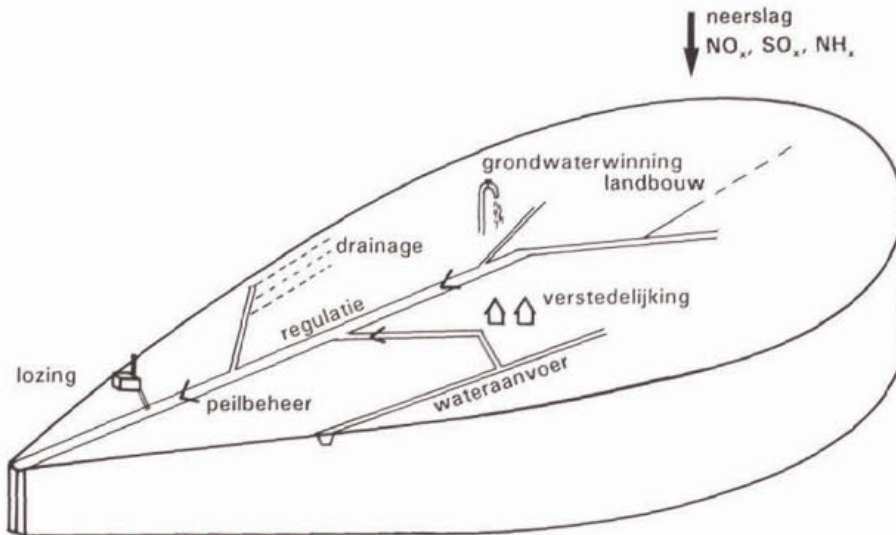 neerslag
NOₓ, SOₓ, NHₓ
grondwaterwinning
landbouw
drainage
verstedelijking
regulatie
lozing
peilbeheer
wateraanvoer